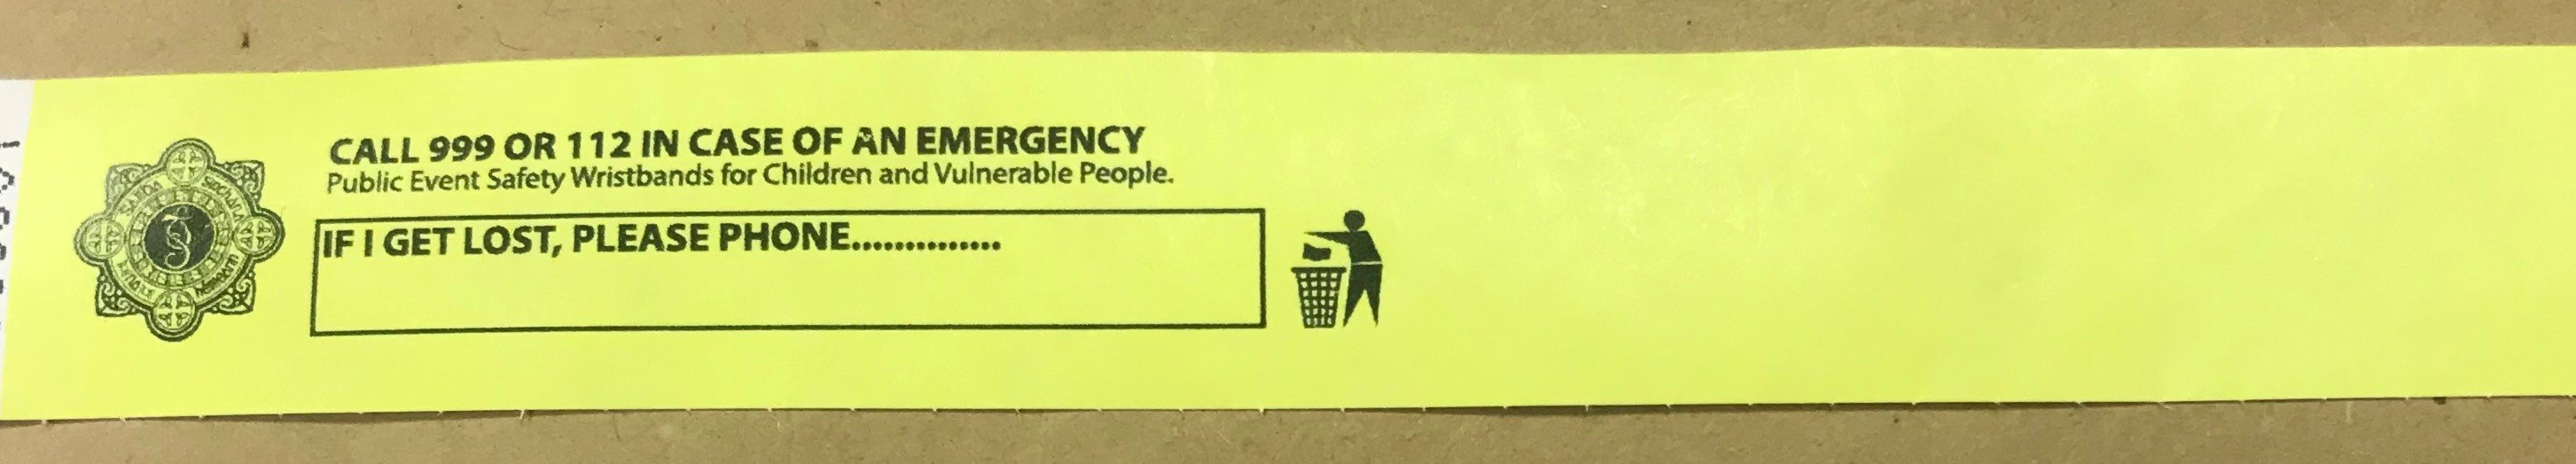 CALL 999 OR 112 IN CASE OF AN EMERGENCY
Public Event Safety Wristbands for Children and Vulnerable People.
IF I GET LOST, PLEASE PHONE..............